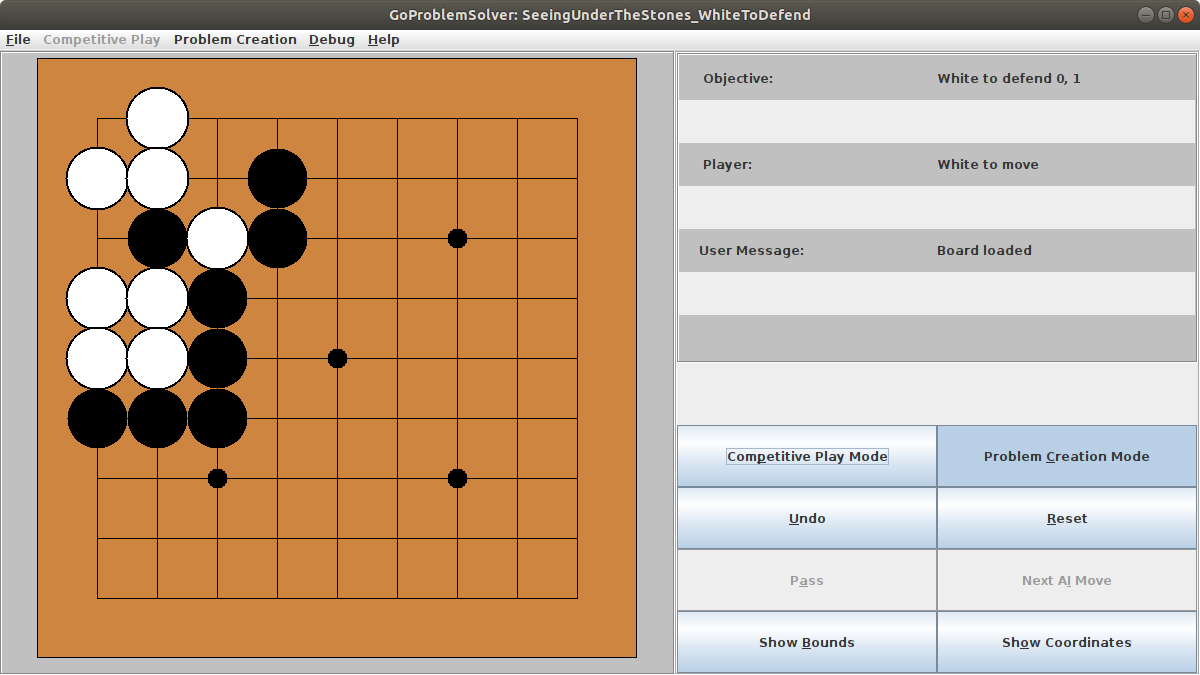 GoProblemSolver: SeeingUnderTheStones_WhiteToDefend
File Competitive Play Problem Creation Debug Help
Objective: White to defend 0, 1
Player: White to move
User Message: Board loaded
Competitive Play Mode Problem Creation Mode
Undo Reset
Pass Next AI Move
Show Bounds Show Coordinates